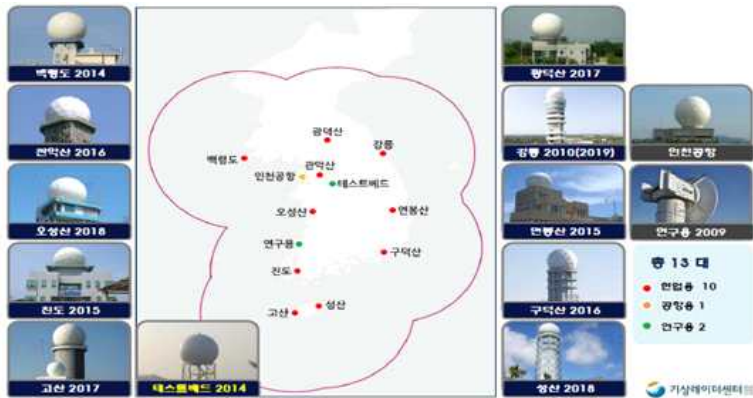 백령도 2014
관악산 2016
오성산 2018
진도 2015
고산 2017
테스트베드 2014
광덕산
강릉
백령도
관악산
인천공항
테스트베드
오성산
면봉산
연구용
구덕산
진도
성산
고산
광덕산 2017
강릉 2010(2019)
인천공항
면봉산 2015
연구용 2009
구덕산 2016
성산 2018
총 13 대
현업용 10
공항용 1
연구용 2
기상레이더센터